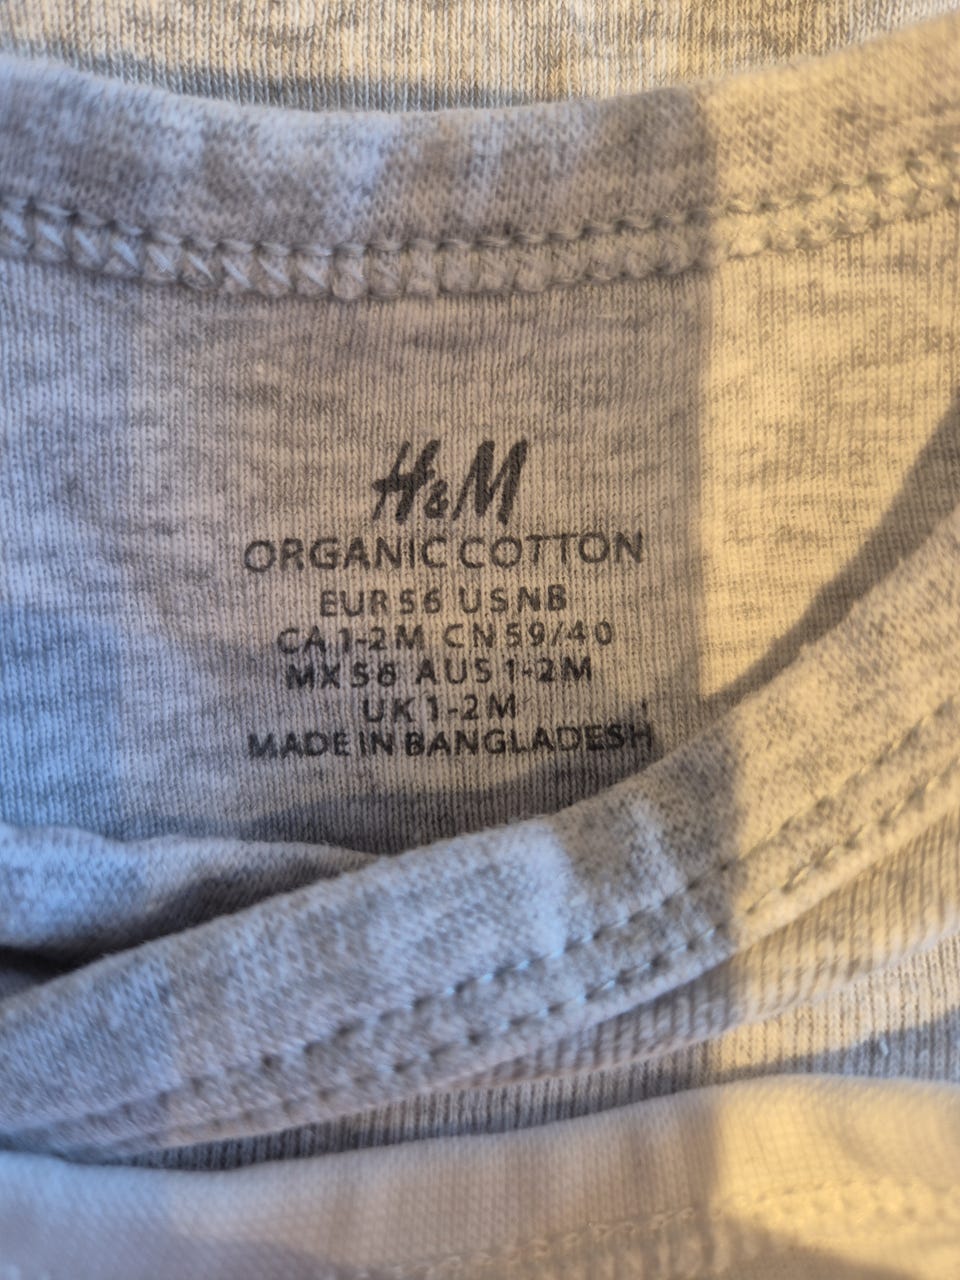 H&M
ORGANIC COTTON
EUR 56 US NB
CA 1-2M CN 59/40
MX 56 AUS 1-2M
UK 1-2M
MADE IN BANGLADESH